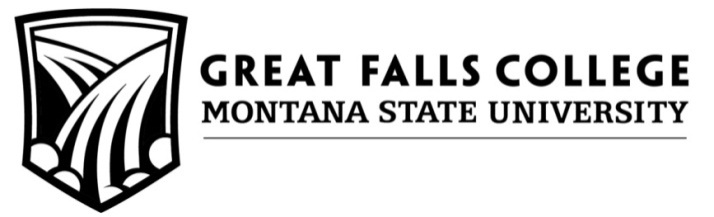 GREAT FALLS COLLEGE
MONTANA STATE UNIVERSITY